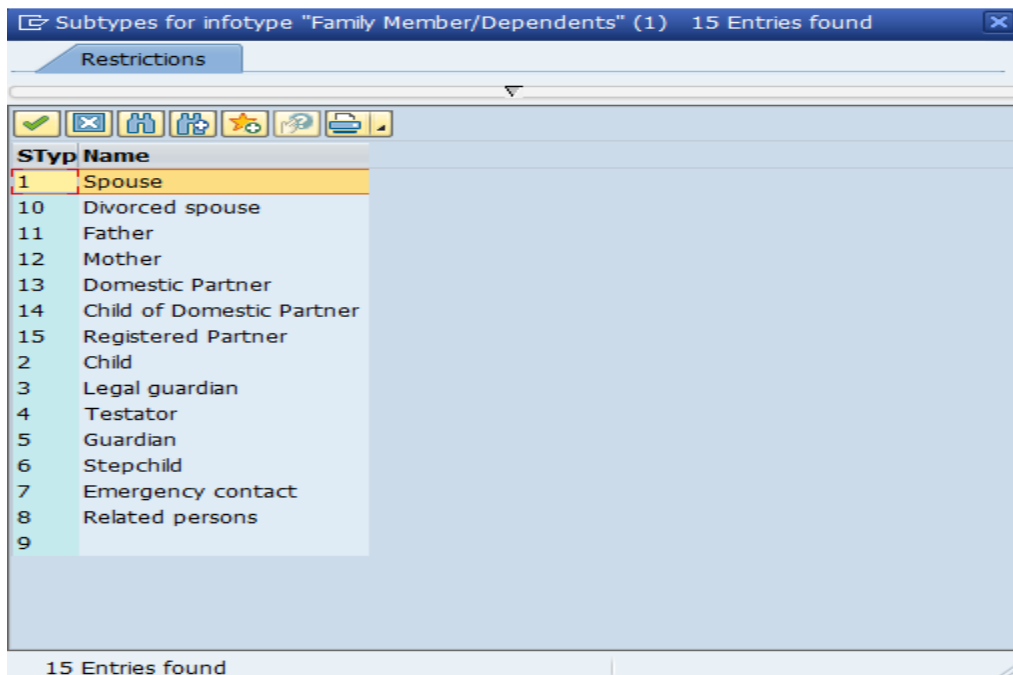 Subtypes for infotype "Family Member/Dependents" (1) 15 Entries found
Restrictions
STyp Name
1 Spouse
10 Divorced spouse
11 Father
12 Mother
13 Domestic Partner
14 Child of Domestic Partner
15 Registered Partner
2 Child
3 Legal guardian
4 Testator
5 Guardian
6 Stepchild
7 Emergency contact
8 Related persons
9
15 Entries found